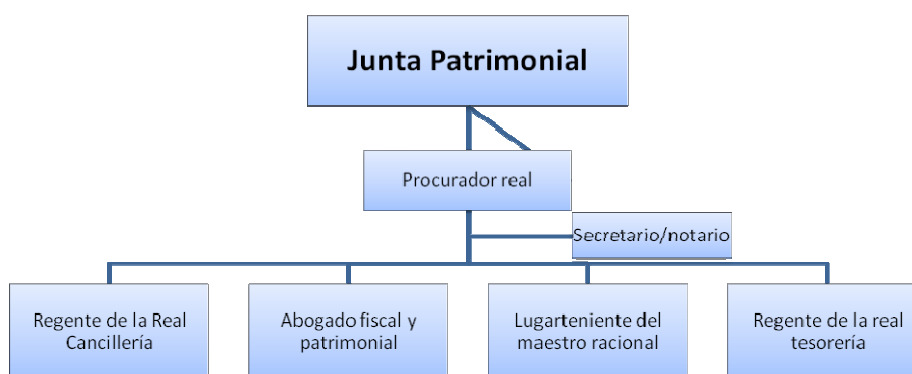 Junta Patrimonial
Procurador real
Secretario/notario
Regente de la Real
Cancillería
Abogado fiscal y
patrimonial
Lugarteniente del
maestro racional
Regente de la real
tesorería